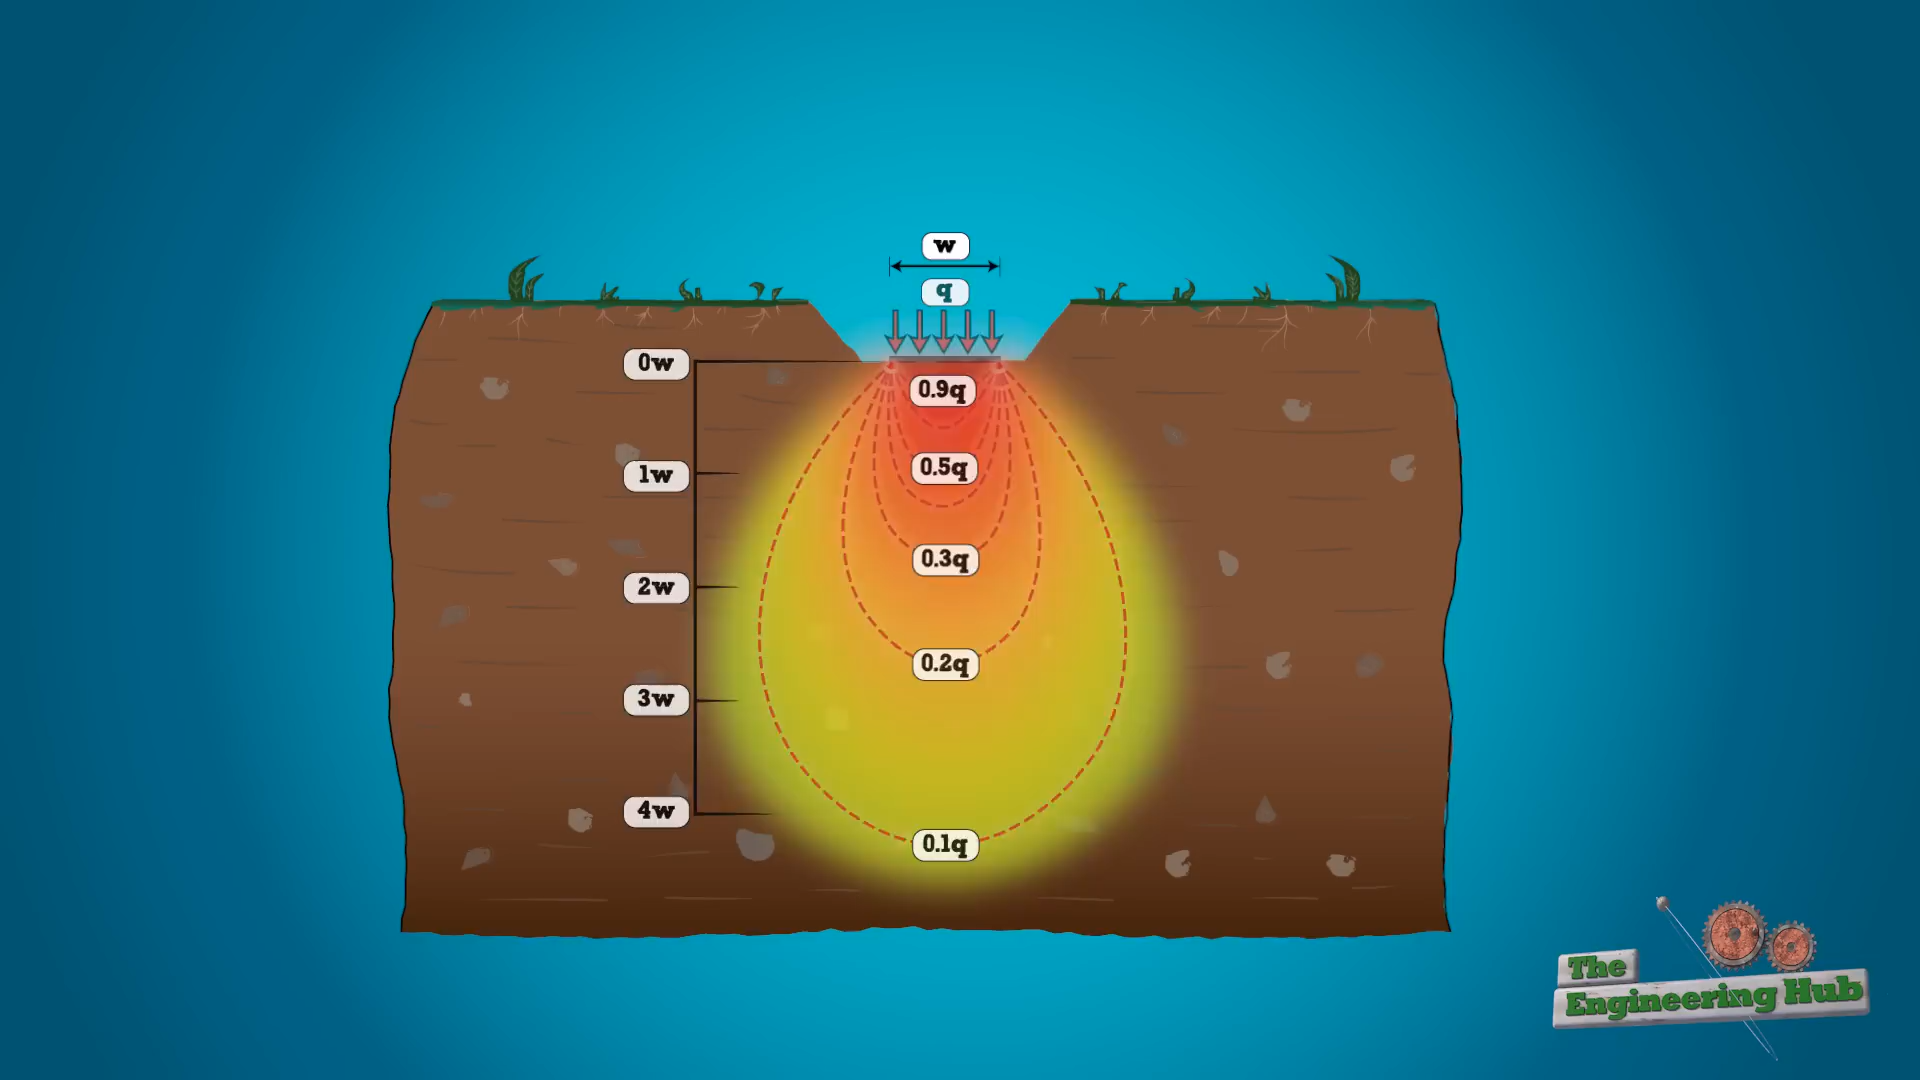 w
q
0w
0.9q
0.5q
1w
0.3q
2w
0.2q
3w
4w
0.1q
The
Engineering Hub